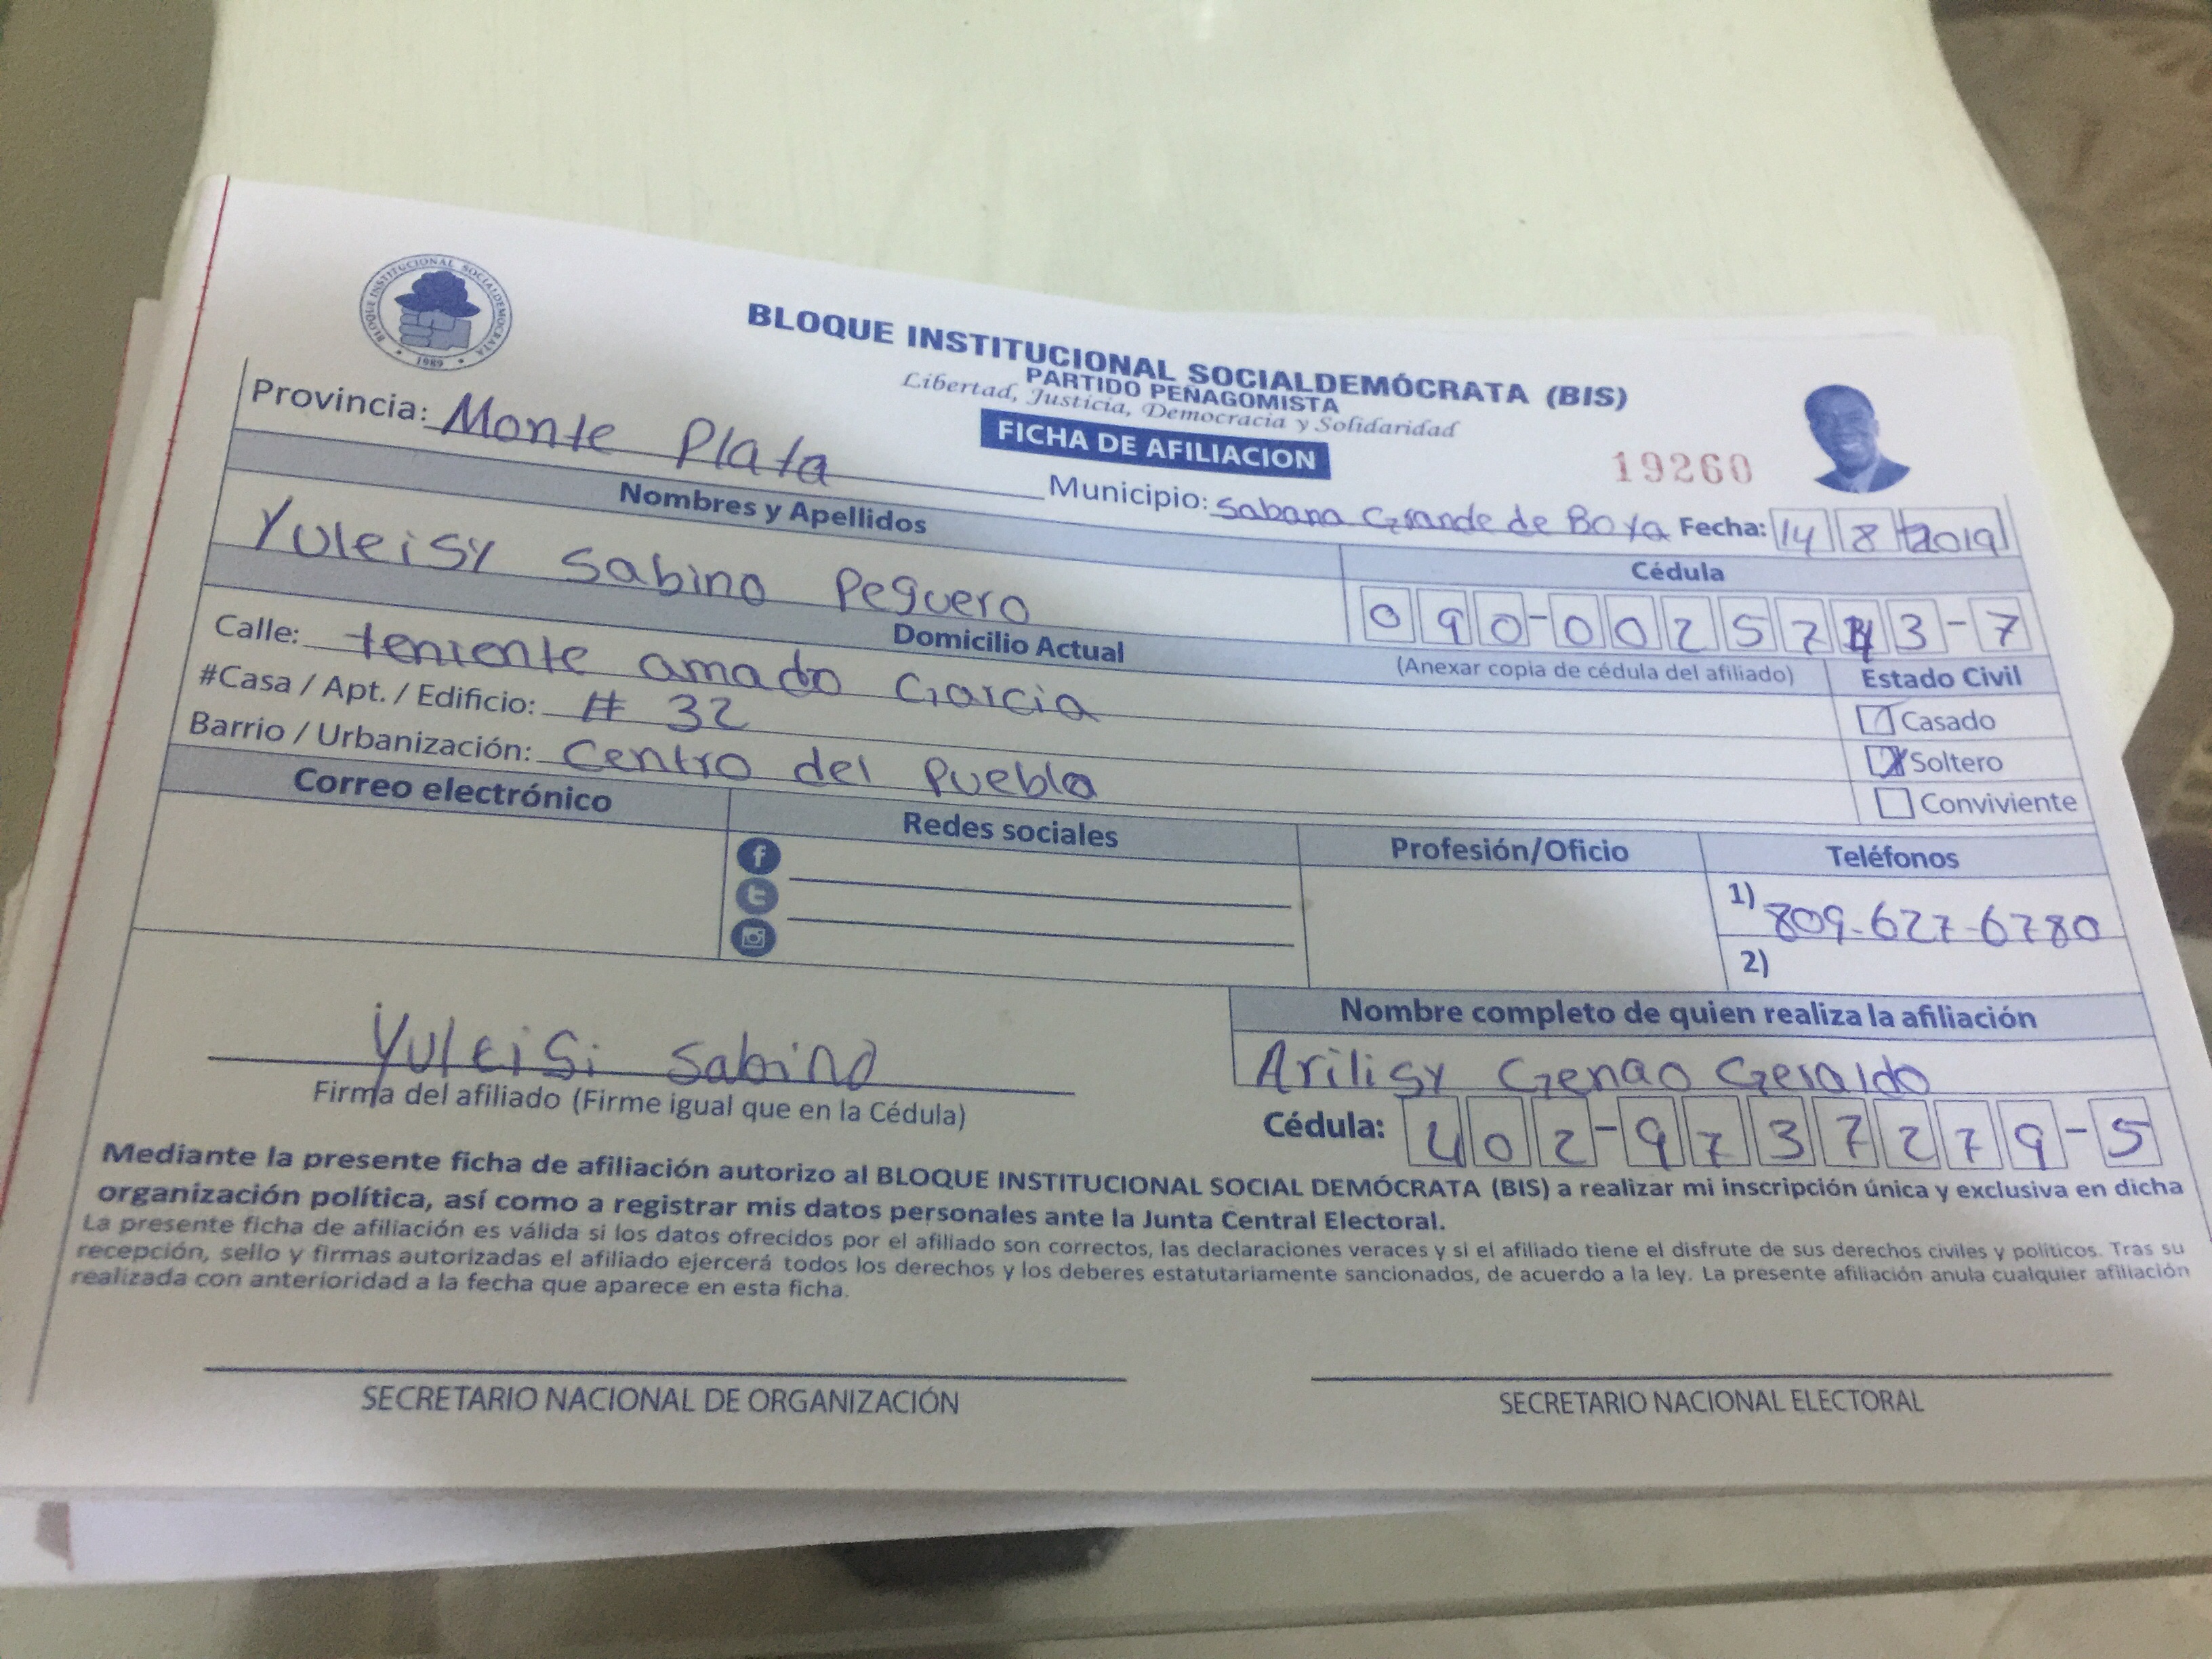 BLOQUE INSTITUCIONAL SOCIALDEMOCRATA
1989
BLOQUE INSTITUCIONAL SOCIALDEMÓCRATA (BIS)
PARTIDO PEÑAGOMISTA
Libertad, Justicia, Democracia y Solidaridad
FICHA DE AFILIACION
19260
Provincia: Monte Plata
Municipio: Sabana Grande de Boya Fecha: 14 8 2019
Nombres y Apellidos
Cédula
Yuleisy Sabino Peguero
090-0025743-7
Domicilio Actual
(Anexar copia de cédula del afiliado)
Estado Civil
Calle: teniente amado Garcia
Casado
#Casa / Apt. / Edificio: # 32
Soltero
Barrio / Urbanización: Centro del Pueblo
Conviviente
Correo electrónico
Redes sociales
Profesión/Oficio
Teléfonos
1) 809-627-6780
2)
Yuleisi Sabino
Firma del afiliado (Firme igual que en la Cédula)
Nombre completo de quien realiza la afiliación
Arilisy Genao Geraldo
Cédula: 402-9737279-5
Mediante la presente ficha de afiliación autorizo al BLOQUE INSTITUCIONAL SOCIAL DEMÓCRATA (BIS) a realizar mi inscripción única y exclusiva en dicha
organización política, así como a registrar mis datos personales ante la Junta Central Electoral.
La presente ficha de afiliación es válida si los datos ofrecidos por el afiliado son correctos, las declaraciones veraces y si el afiliado tiene el disfrute de sus derechos civiles y políticos. Tras su
recepción, sello y firmas autorizadas el afiliado ejercerá todos los derechos y los deberes estatutariamente sancionados, de acuerdo a la ley. La presente afiliación anula cualquier afiliación
realizada con anterioridad a la fecha que aparece en esta ficha.
SECRETARIO NACIONAL DE ORGANIZACIÓN
SECRETARIO NACIONAL ELECTORAL